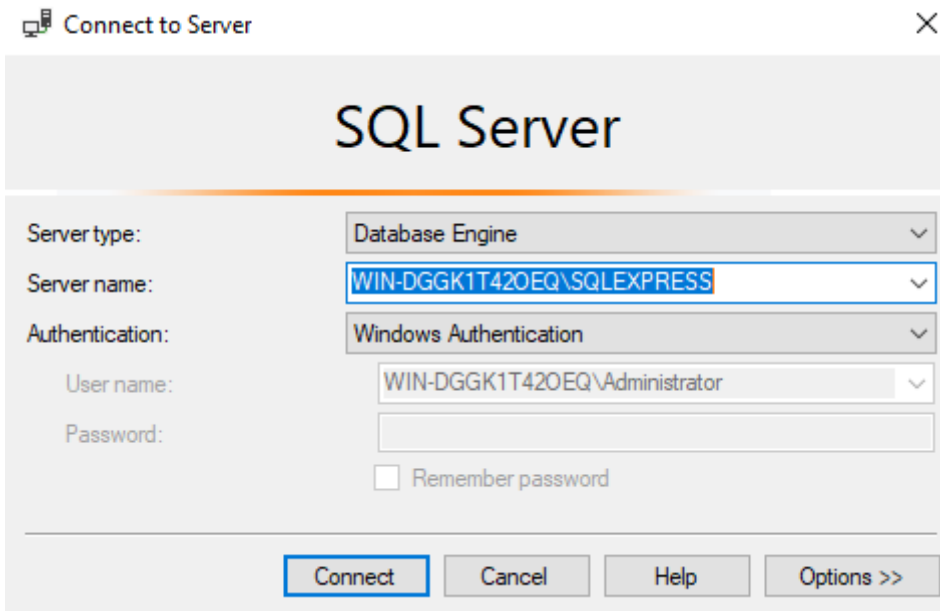 Connect to Server
SQL Server
Server type: Database Engine
Server name: WIN-DGGK1T42OEQ\SQLEXPRESS
Authentication: Windows Authentication
User name: WIN-DGGK1T42OEQ\Administrator
Password:
Remember password
Connect Cancel Help Options >>